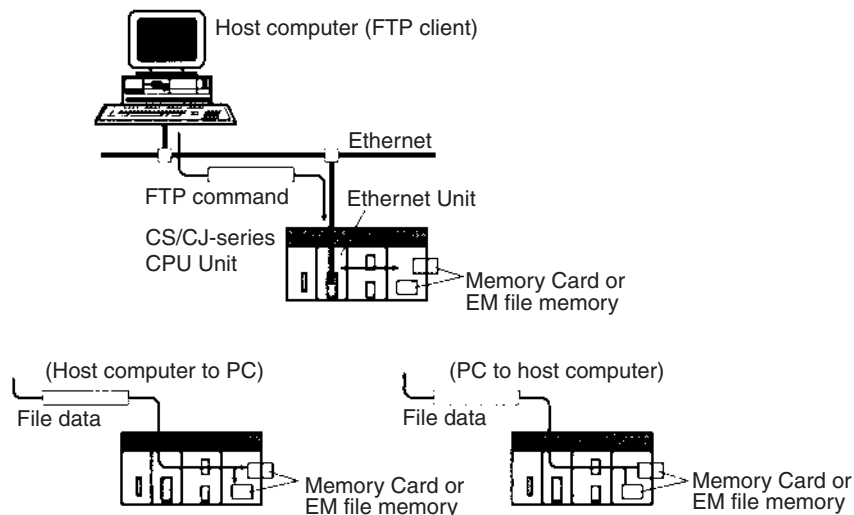 Host computer (FTP client)
Ethernet
FTP command
Ethernet Unit
CS/CJ-series
CPU Unit
Memory Card or
EM file memory
(Host computer to PC)
File data
Memory Card or
EM file memory
(PC to host computer)
File data
Memory Card or
EM file memory